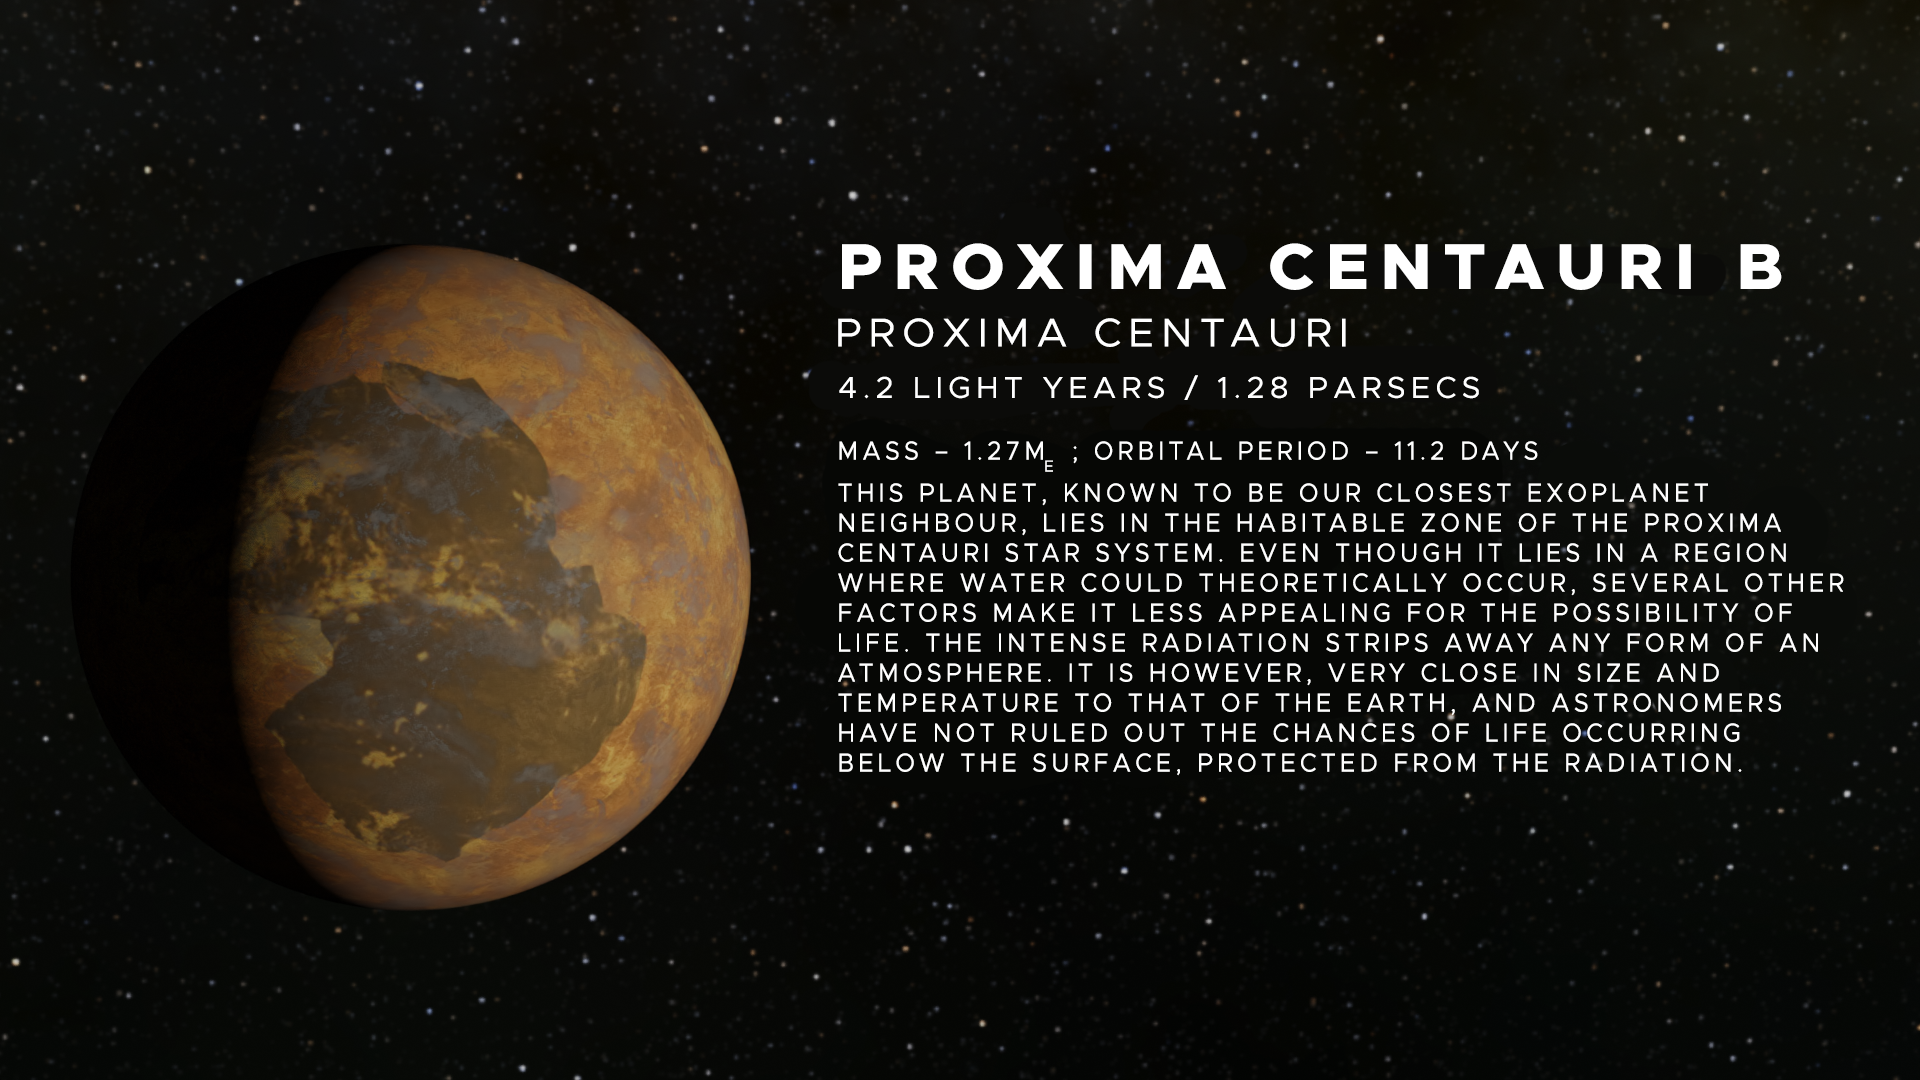 PROXIMA CENTAURI B
PROXIMA CENTAURI
4.2 LIGHT YEARS / 1.28 PARSECS
MASS – 1.27M_E ; ORBITAL PERIOD – 11.2 DAYS
THIS PLANET, KNOWN TO BE OUR CLOSEST EXOPLANET
NEIGHBOUR, LIES IN THE HABITABLE ZONE OF THE PROXIMA
CENTAURI STAR SYSTEM. EVEN THOUGH IT LIES IN A REGION
WHERE WATER COULD THEORETICALLY OCCUR, SEVERAL OTHER
FACTORS MAKE IT LESS APPEALING FOR THE POSSIBILITY OF
LIFE. THE INTENSE RADIATION STRIPS AWAY ANY FORM OF AN
ATMOSPHERE. IT IS HOWEVER, VERY CLOSE IN SIZE AND
TEMPERATURE TO THAT OF THE EARTH, AND ASTRONOMERS
HAVE NOT RULED OUT THE CHANCES OF LIFE OCCURRING
BELOW THE SURFACE, PROTECTED FROM THE RADIATION.